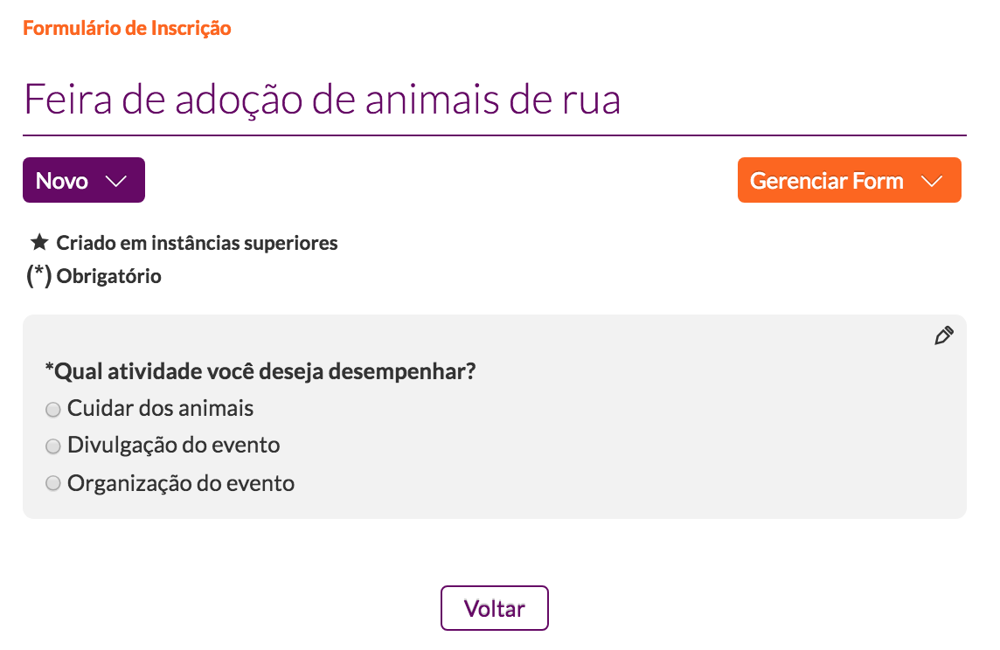 Formulário de Inscrição
Feira de adoção de animais de rua
Novo
Gerenciar Form
★ Criado em instâncias superiores
(*) Obrigatório
*Qual atividade você deseja desempenhar?
Cuidar dos animais
Divulgação do evento
Organização do evento
Voltar